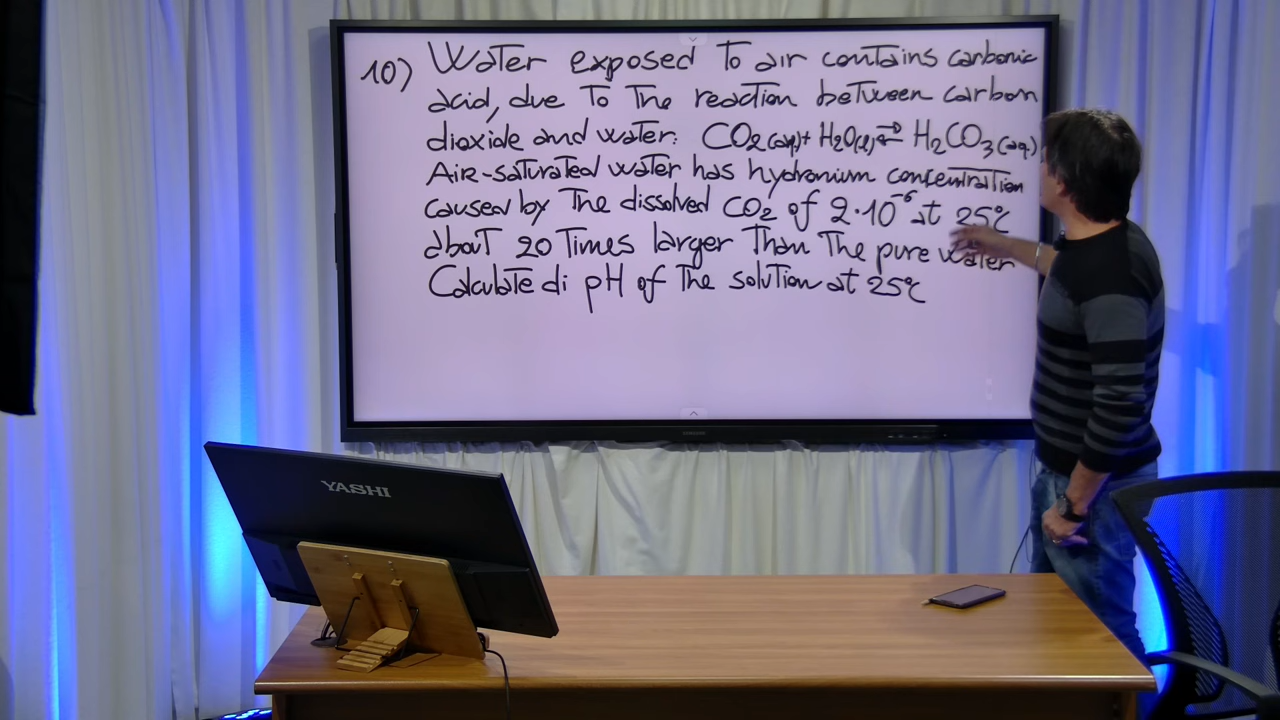 10) Water exposed to air contains carbonic
acid, due to the reaction between carbon
dioxide and water: CO2(aq)+ H2O(l)⇄ H2CO3(aq)
Air-saturated water has hydronium concentration
caused by the dissolved CO2 of 2·10⁻⁶ at 25°C
about 20 times larger than the pure water
Calculate di pH of the solution at 25°C
YASHI